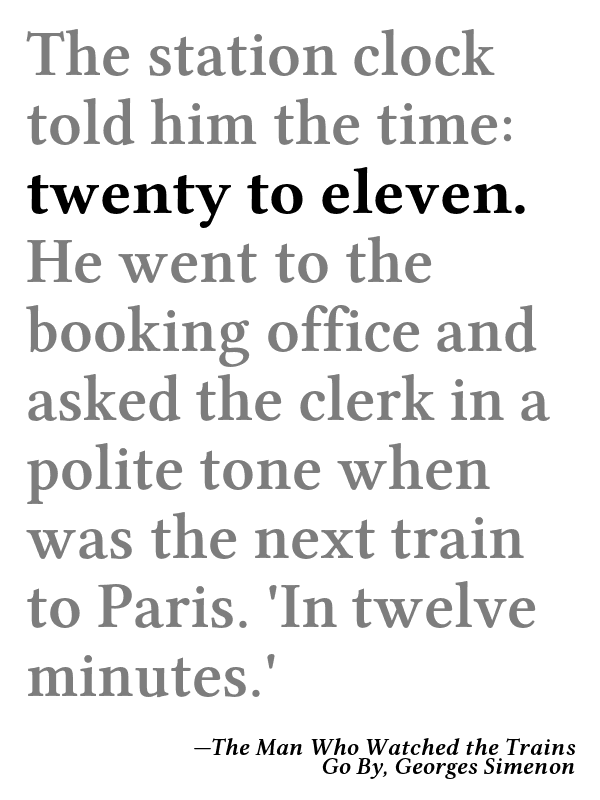 The station clock
told him the time:
twenty to eleven.
He went to the
booking office and
asked the clerk in a
polite tone when
was the next train
to Paris. 'In twelve
minutes.'
—The Man Who Watched the Trains
Go By, Georges Simenon